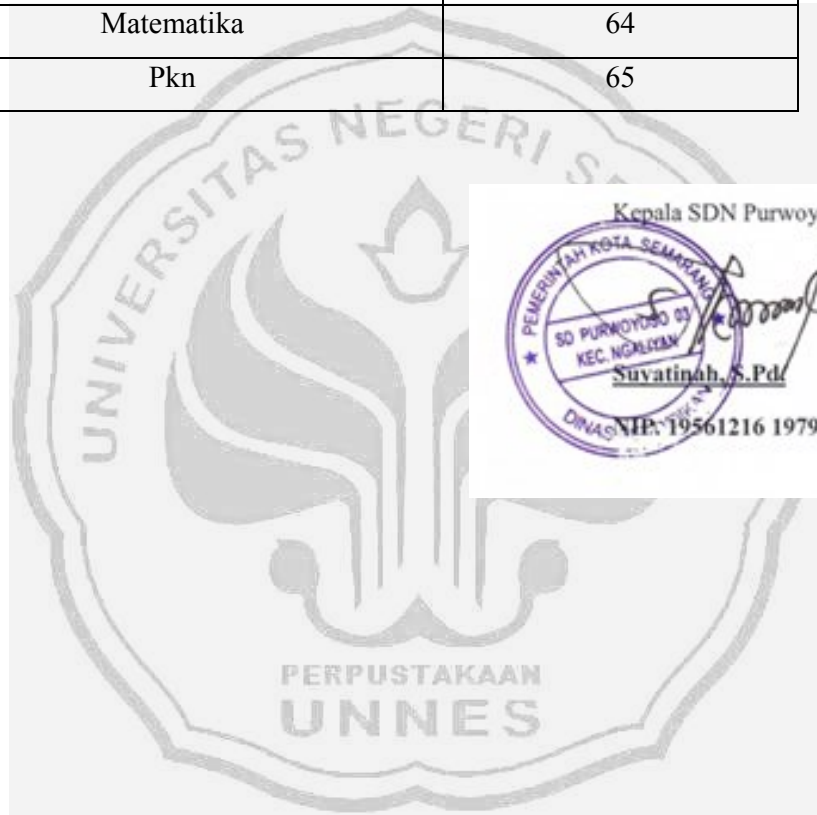 Matematika 64
Pkn 65
UNIVERSITAS NEGERI
Kepala SDN Purwoy
PEMERINTAH KOTA SEMARANG
SD PURWOYOSO 03
KEC. NGALIYAN
Suyatinah, S.Pd.
DINAS
NIP. 19561216 1979
PERPUSTAKAAN
UNNES